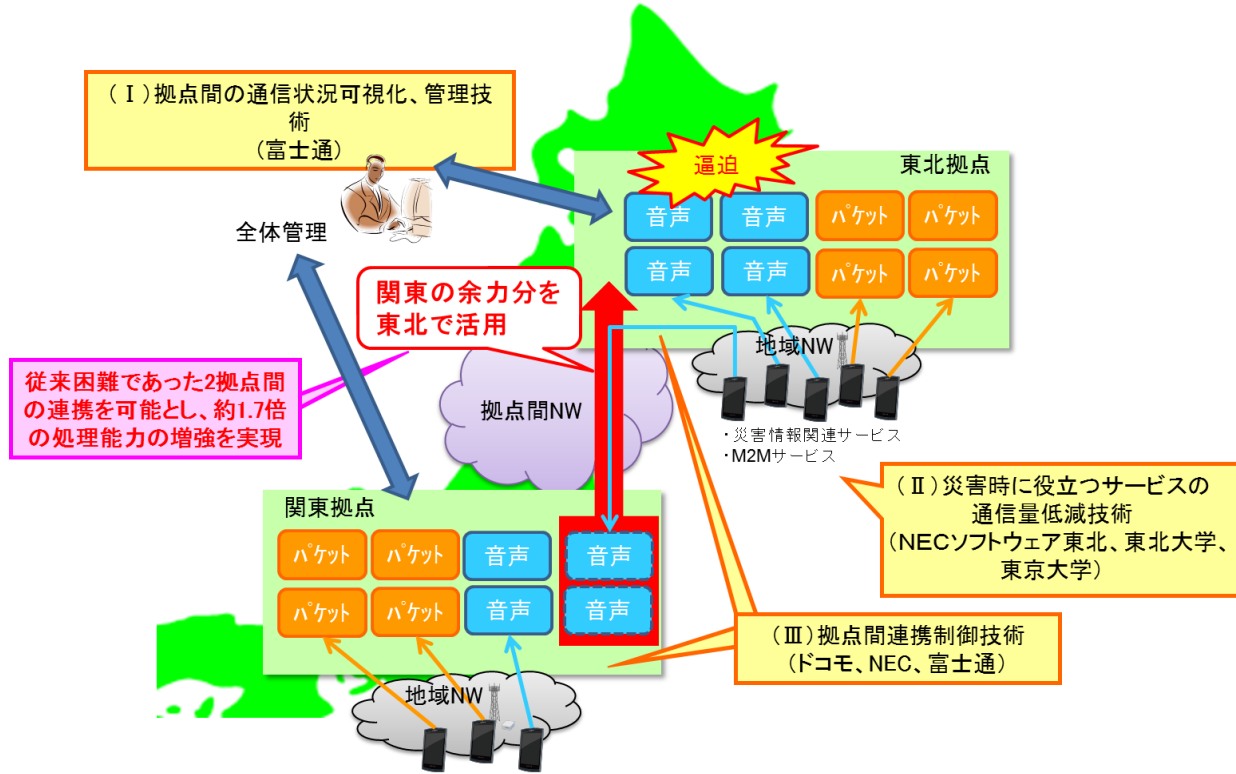 (Ⅰ)拠点間の通信状況可視化、管理技
術
(富士通)
逼迫
東北拠点
音声
音声
パケット
パケット
音声
音声
パケット
パケット
全体管理
関東の余力分を
東北で活用
地域NW
従来困難であった2拠点間
の連携を可能とし、約1.7倍
の処理能力の増強を実現
拠点間NW
・災害情報関連サービス
・M2Mサービス
(Ⅱ)災害時に役立つサービスの
通信量低減技術
(NECソフトウェア東北、東北大学、
東京大学)
関東拠点
パケット
パケット
音声
音声
パケット
パケット
音声
音声
(Ⅲ)拠点間連携制御技術
(ドコモ、NEC、富士通)
地域NW